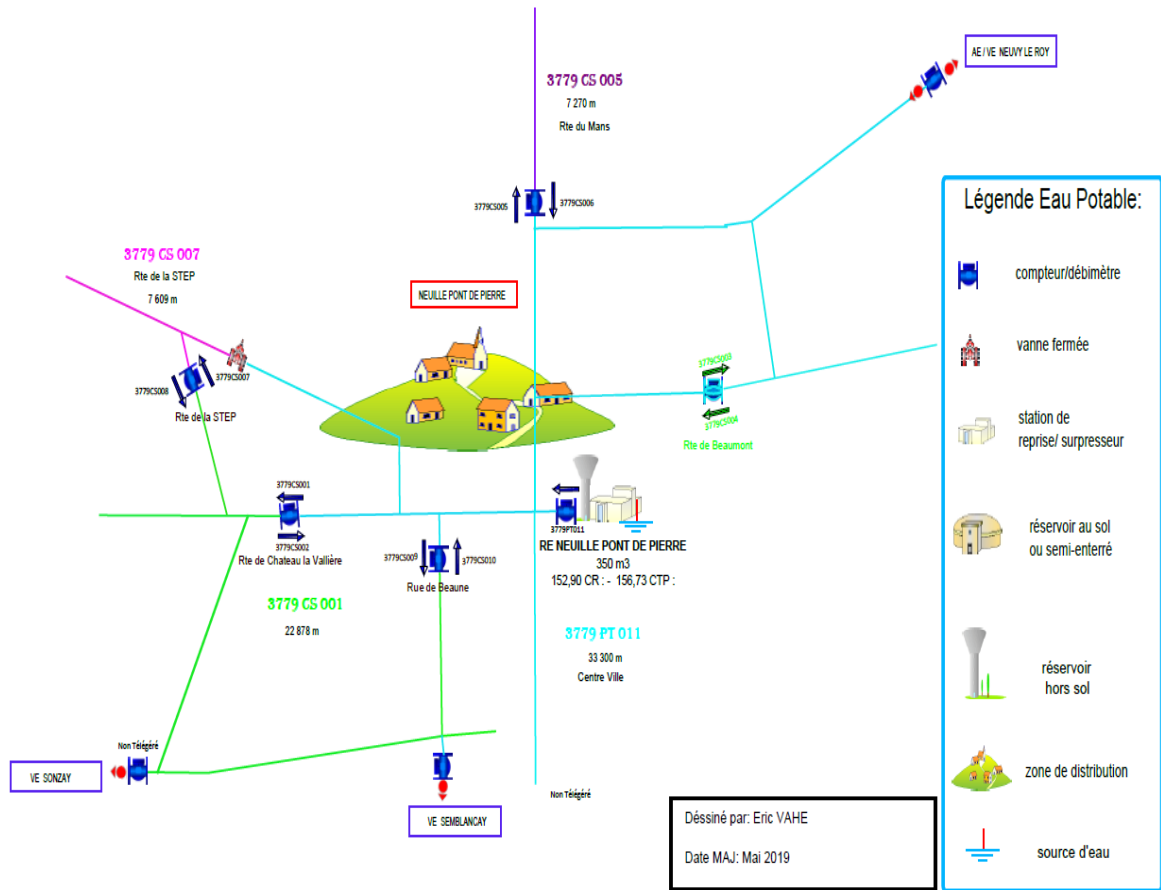 AE / VE NEUVY LE ROY
3779 CS 005
7 270 m
Rte du Mans
3779CS005
3779CS006
3779 CS 007
Rte de la STEP
7 609 m
NEUILLE PONT DE PIERRE
3779CS007
3779CS008
Rte de la STEP
3779CS003
3779CS004
Rte de Beaumont
3779CS001
3779CS002
Rte de Chateau la Vallière
3779CS009
3779CS010
Rue de Beaune
3779PT011
RE NEUILLE PONT DE PIERRE
350 m3
152,90 CR : - 156,73 CTP :
3779 CS 001
22 878 m
3779 PT 011
33 300 m
Centre Ville
Non Télégéré
VE SONZAY
VE SEMBLANCAY
Non Télégéré
Déssiné par: Eric VAHE
Date MAJ: Mai 2019
Légende Eau Potable:
compteur/débimètre
vanne fermée
station de
reprise/ surpresseur
réservoir au sol
ou semi-enterré
réservoir
hors sol
zone de distribution
source d'eau